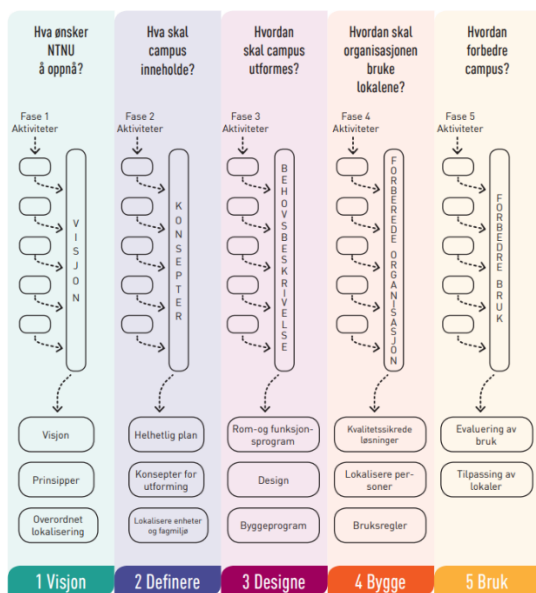 Hva ønsker
NTNU
å oppnå?
Fase 1
Aktiviteter
VISJON
Visjon
Prinsipper
Overordnet
lokalisering
1 Visjon
Hva skal
campus
inneholde?
Fase 2
Aktiviteter
KONSEPTER
Helhetlig plan
Konsepter for
utforming
Lokalisere enheter
og fagmiljø
2 Definere
Hvordan
skal campus
utformes?
Fase 3
Aktiviteter
BEHOVSBESKRIVELSE
Rom-og funksjon-
sprogram
Design
Byggeprogram
3 Designe
Hvordan skal
organisasjonen
bruke
lokalene?
Fase 4
Aktiviteter
FORBEREDE ORGANISASJON
Kvalitetssikrede
løsninger
Lokalisere per-
soner
Bruksregler
4 Bygge
Hvordan
forbedre
campus?
Fase 5
Aktiviteter
FORBEDRE BRUK
Evaluering av
bruk
Tilpassing av
lokaler
5 Bruk